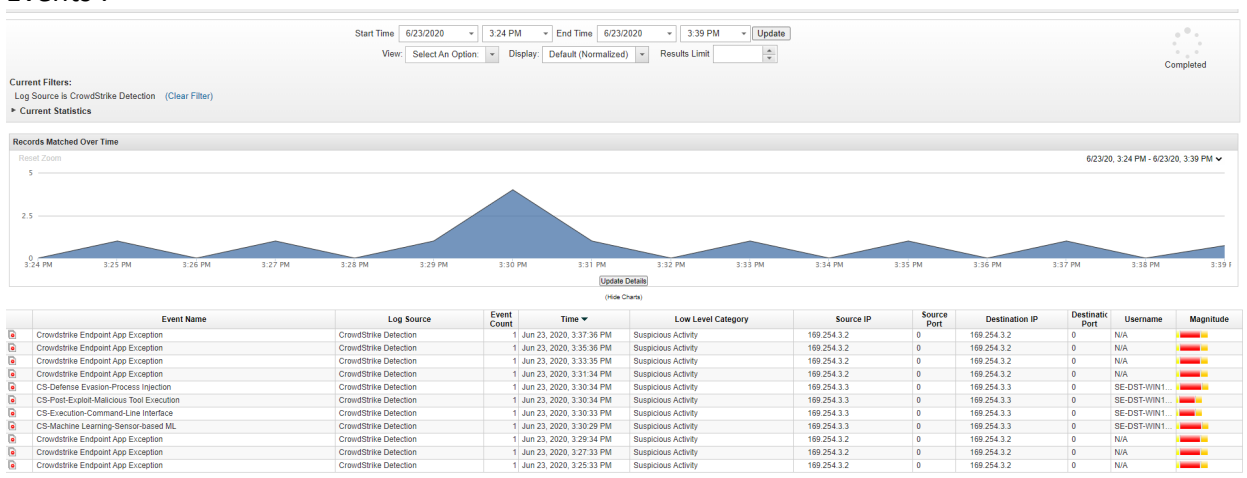 Start Time 6/23/2020 3:24 PM End Time 6/23/2020 3:39 PM Update
View: Select An Option: Display: Default (Normalized) Results Limit
Completed
Current Filters:
Log Source is CrowdStrike Detection (Clear Filter)
Current Statistics
Records Matched Over Time
Reset Zoom 6/23/20, 3:24 PM - 6/23/20, 3:39 PM
5
2.5
0
3:24 PM 3:25 PM 3:26 PM 3:27 PM 3:28 PM 3:29 PM 3:30 PM 3:31 PM 3:32 PM 3:33 PM 3:34 PM 3:35 PM 3:36 PM 3:37 PM 3:38 PM 3:39
Update Details
(Hide Charts)
Event Name Log Source Event Count Time Low Level Category Source IP Source Port Destination IP Destinatic Port Username Magnitude
Crowdstrike Endpoint App Exception CrowdStrike Detection 1 Jun 23, 2020, 3:37:36 PM Suspicious Activity 169.254.3.2 0 169.254.3.2 0 N/A
Crowdstrike Endpoint App Exception CrowdStrike Detection 1 Jun 23, 2020, 3:35:36 PM Suspicious Activity 169.254.3.2 0 169.254.3.2 0 N/A
Crowdstrike Endpoint App Exception CrowdStrike Detection 1 Jun 23, 2020, 3:33:35 PM Suspicious Activity 169.254.3.2 0 169.254.3.2 0 N/A
Crowdstrike Endpoint App Exception CrowdStrike Detection 1 Jun 23, 2020, 3:31:34 PM Suspicious Activity 169.254.3.2 0 169.254.3.2 0 N/A
CS-Defense Evasion-Process Injection CrowdStrike Detection 1 Jun 23, 2020, 3:30:34 PM Suspicious Activity 169.254.3.3 0 169.254.3.3 0 SE-DST-WIN1...
CS-Post-Exploit-Malicious Tool Execution CrowdStrike Detection 1 Jun 23, 2020, 3:30:34 PM Suspicious Activity 169.254.3.3 0 169.254.3.3 0 SE-DST-WIN1...
CS-Execution-Command-Line Interface CrowdStrike Detection 1 Jun 23, 2020, 3:30:33 PM Suspicious Activity 169.254.3.3 0 169.254.3.3 0 SE-DST-WIN1...
CS-Machine Learning-Sensor-based ML CrowdStrike Detection 1 Jun 23, 2020, 3:30:29 PM Suspicious Activity 169.254.3.3 0 169.254.3.3 0 SE-DST-WIN1...
Crowdstrike Endpoint App Exception CrowdStrike Detection 1 Jun 23, 2020, 3:29:34 PM Suspicious Activity 169.254.3.2 0 169.254.3.2 0 N/A
Crowdstrike Endpoint App Exception CrowdStrike Detection 1 Jun 23, 2020, 3:27:33 PM Suspicious Activity 169.254.3.2 0 169.254.3.2 0 N/A
Crowdstrike Endpoint App Exception CrowdStrike Detection 1 Jun 23, 2020, 3:25:33 PM Suspicious Activity 169.254.3.2 0 169.254.3.2 0 N/A